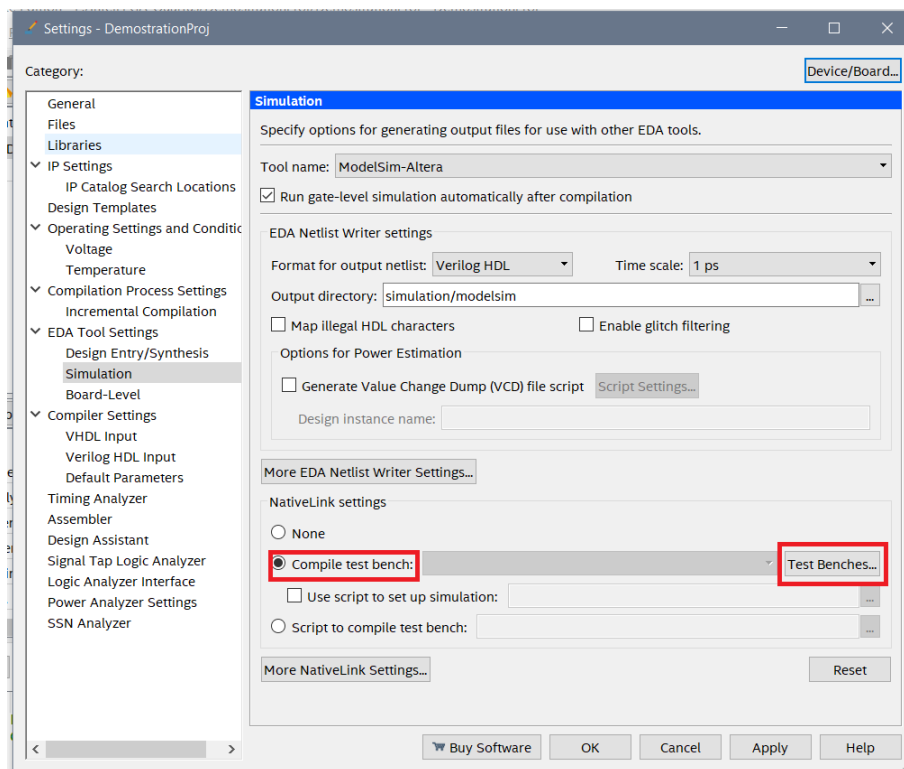 Settings - DemostrationProj
Category:
Device/Board...
General
Files
Libraries
IP Settings
IP Catalog Search Locations
Design Templates
Operating Settings and Conditic
Voltage
Temperature
Compilation Process Settings
Incremental Compilation
EDA Tool Settings
Design Entry/Synthesis
Simulation
Board-Level
Compiler Settings
VHDL Input
Verilog HDL Input
Default Parameters
Timing Analyzer
Assembler
Design Assistant
Signal Tap Logic Analyzer
Logic Analyzer Interface
Power Analyzer Settings
SSN Analyzer
Simulation
Specify options for generating output files for use with other EDA tools.
Tool name: ModelSim-Altera
Run gate-level simulation automatically after compilation
EDA Netlist Writer settings
Format for output netlist: Verilog HDL Time scale: 1 ps
Output directory: simulation/modelsim ...
Map illegal HDL characters Enable glitch filtering
Options for Power Estimation
Generate Value Change Dump (VCD) file script Script Settings...
Design instance name:
More EDA Netlist Writer Settings...
NativeLink settings
None
Compile test bench: Test Benches...
Use script to set up simulation: ...
Script to compile test bench: ...
More NativeLink Settings... Reset
Buy Software OK Cancel Apply Help